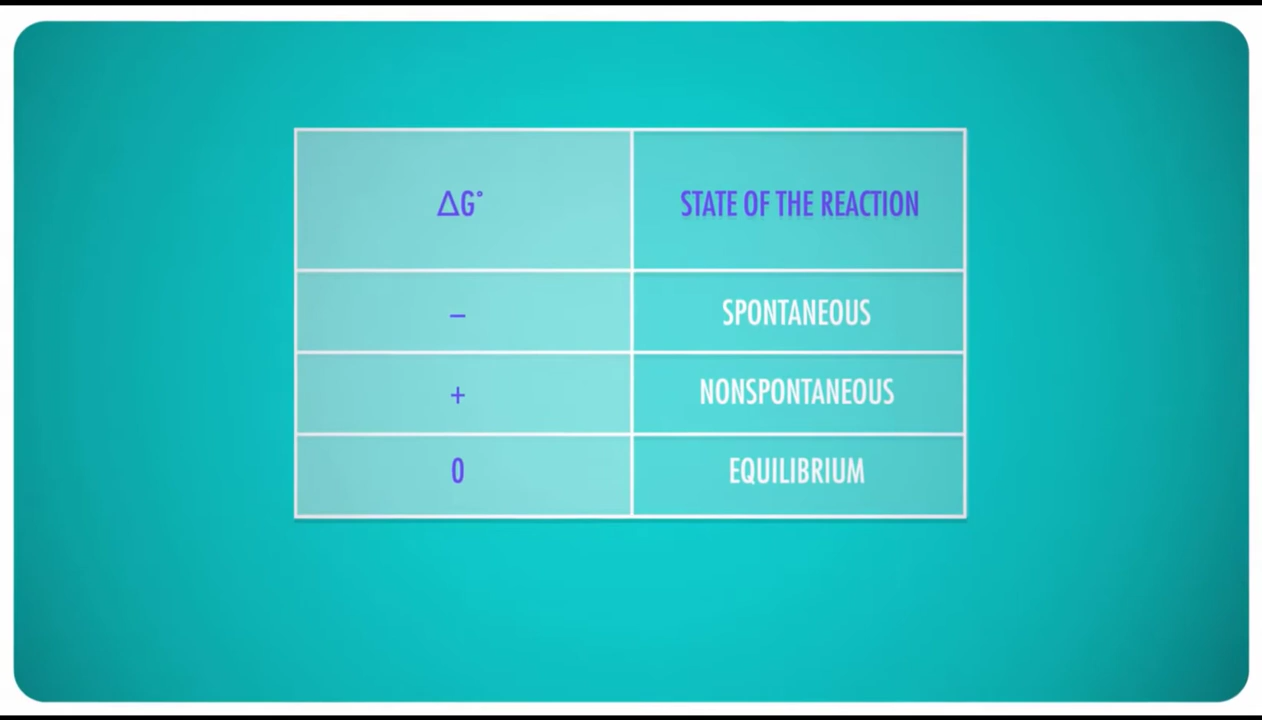 ΔG° STATE OF THE REACTION
– SPONTANEOUS
+ NONSPONTANEOUS
0 EQUILIBRIUM